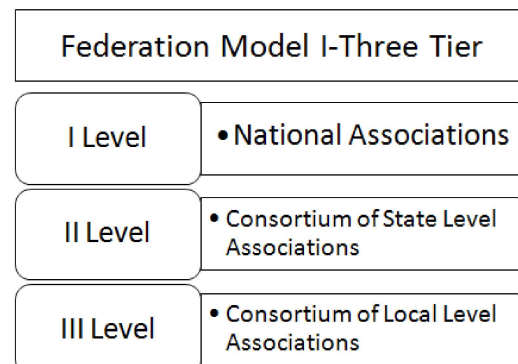 Federation Model I-Three Tier
I Level
• National Associations
II Level
• Consortium of State Level
Associations
III Level
• Consortium of Local Level
Associations